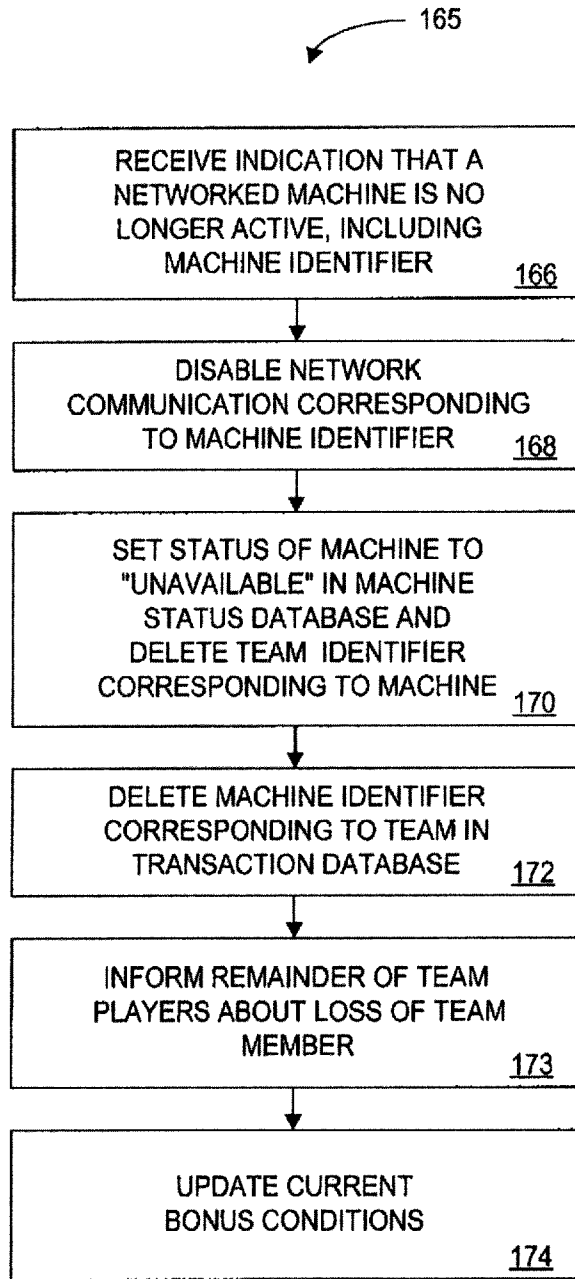 165
RECEIVE INDICATION THAT A
NETWORKED MACHINE IS NO
LONGER ACTIVE, INCLUDING
MACHINE IDENTIFIER
166
DISABLE NETWORK
COMMUNICATION CORRESPONDING
TO MACHINE IDENTIFIER
168
SET STATUS OF MACHINE TO
"UNAVAILABLE" IN MACHINE
STATUS DATABASE AND
DELETE TEAM IDENTIFIER
CORRESPONDING TO MACHINE
170
DELETE MACHINE IDENTIFIER
CORRESPONDING TO TEAM IN
TRANSACTION DATABASE
172
INFORM REMAINDER OF TEAM
PLAYERS ABOUT LOSS OF TEAM
MEMBER
173
UPDATE CURRENT
BONUS CONDITIONS
174